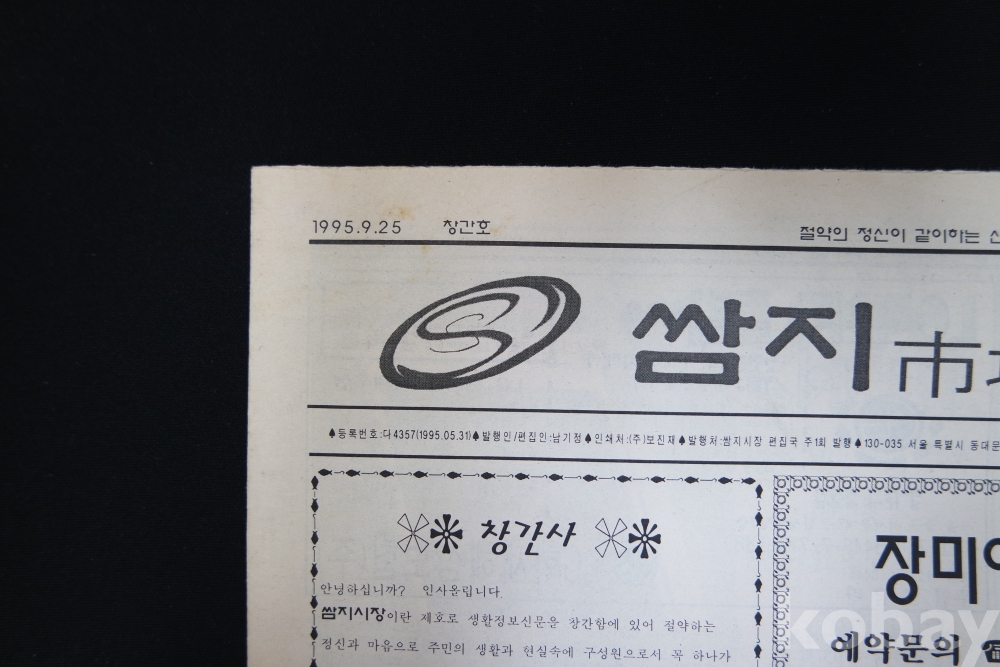 1995.9.25 창간호 절약의 정신이 같이하는
쌈지 市
♠등록번호:다4357(1995.05.31)♠발행인/편집인:남기정♠인쇄처:(주)보진재♠발행처:쌈지시장 편집국 주1회 발행♠130-035 서울 특별시 동대문
창간사
안녕하십니까? 인사올립니다.
쌈지시장이란 제호로 생활정보신문을 창간함에 있어 절약하는
정신과 마음으로 주민의 생활과 현실속에 구성원으로서 꼭 하나가
장미
예약문의 ☎
kobay